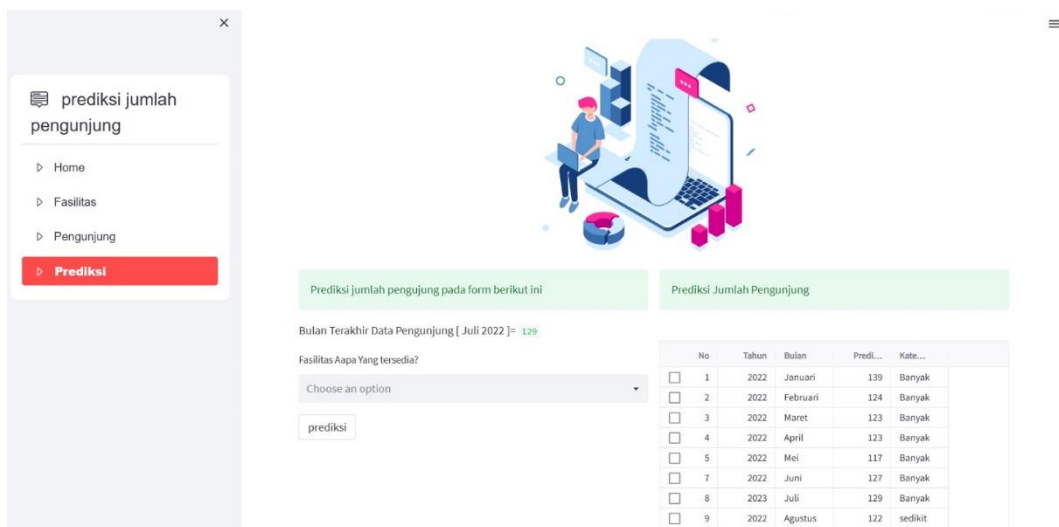 prediksi jumlah
pengunjung
Home
Fasilitas
Pengunjung
Prediksi
Prediksi jumlah pengujung pada form berikut ini
Bulan Terakhir Data Pengunjung [ Juli 2022 ]= 129
Fasilitas Aapa Yang tersedia?
Choose an option
prediksi
Prediksi Jumlah Pengunjung
No Tahun Bulan Predi... Kate...
1 2022 Januari 139 Banyak
2 2022 Februari 124 Banyak
3 2022 Maret 123 Banyak
4 2022 April 123 Banyak
5 2022 Mei 117 Banyak
7 2022 Juni 127 Banyak
8 2023 Juli 129 Banyak
9 2022 Agustus 122 sedikit